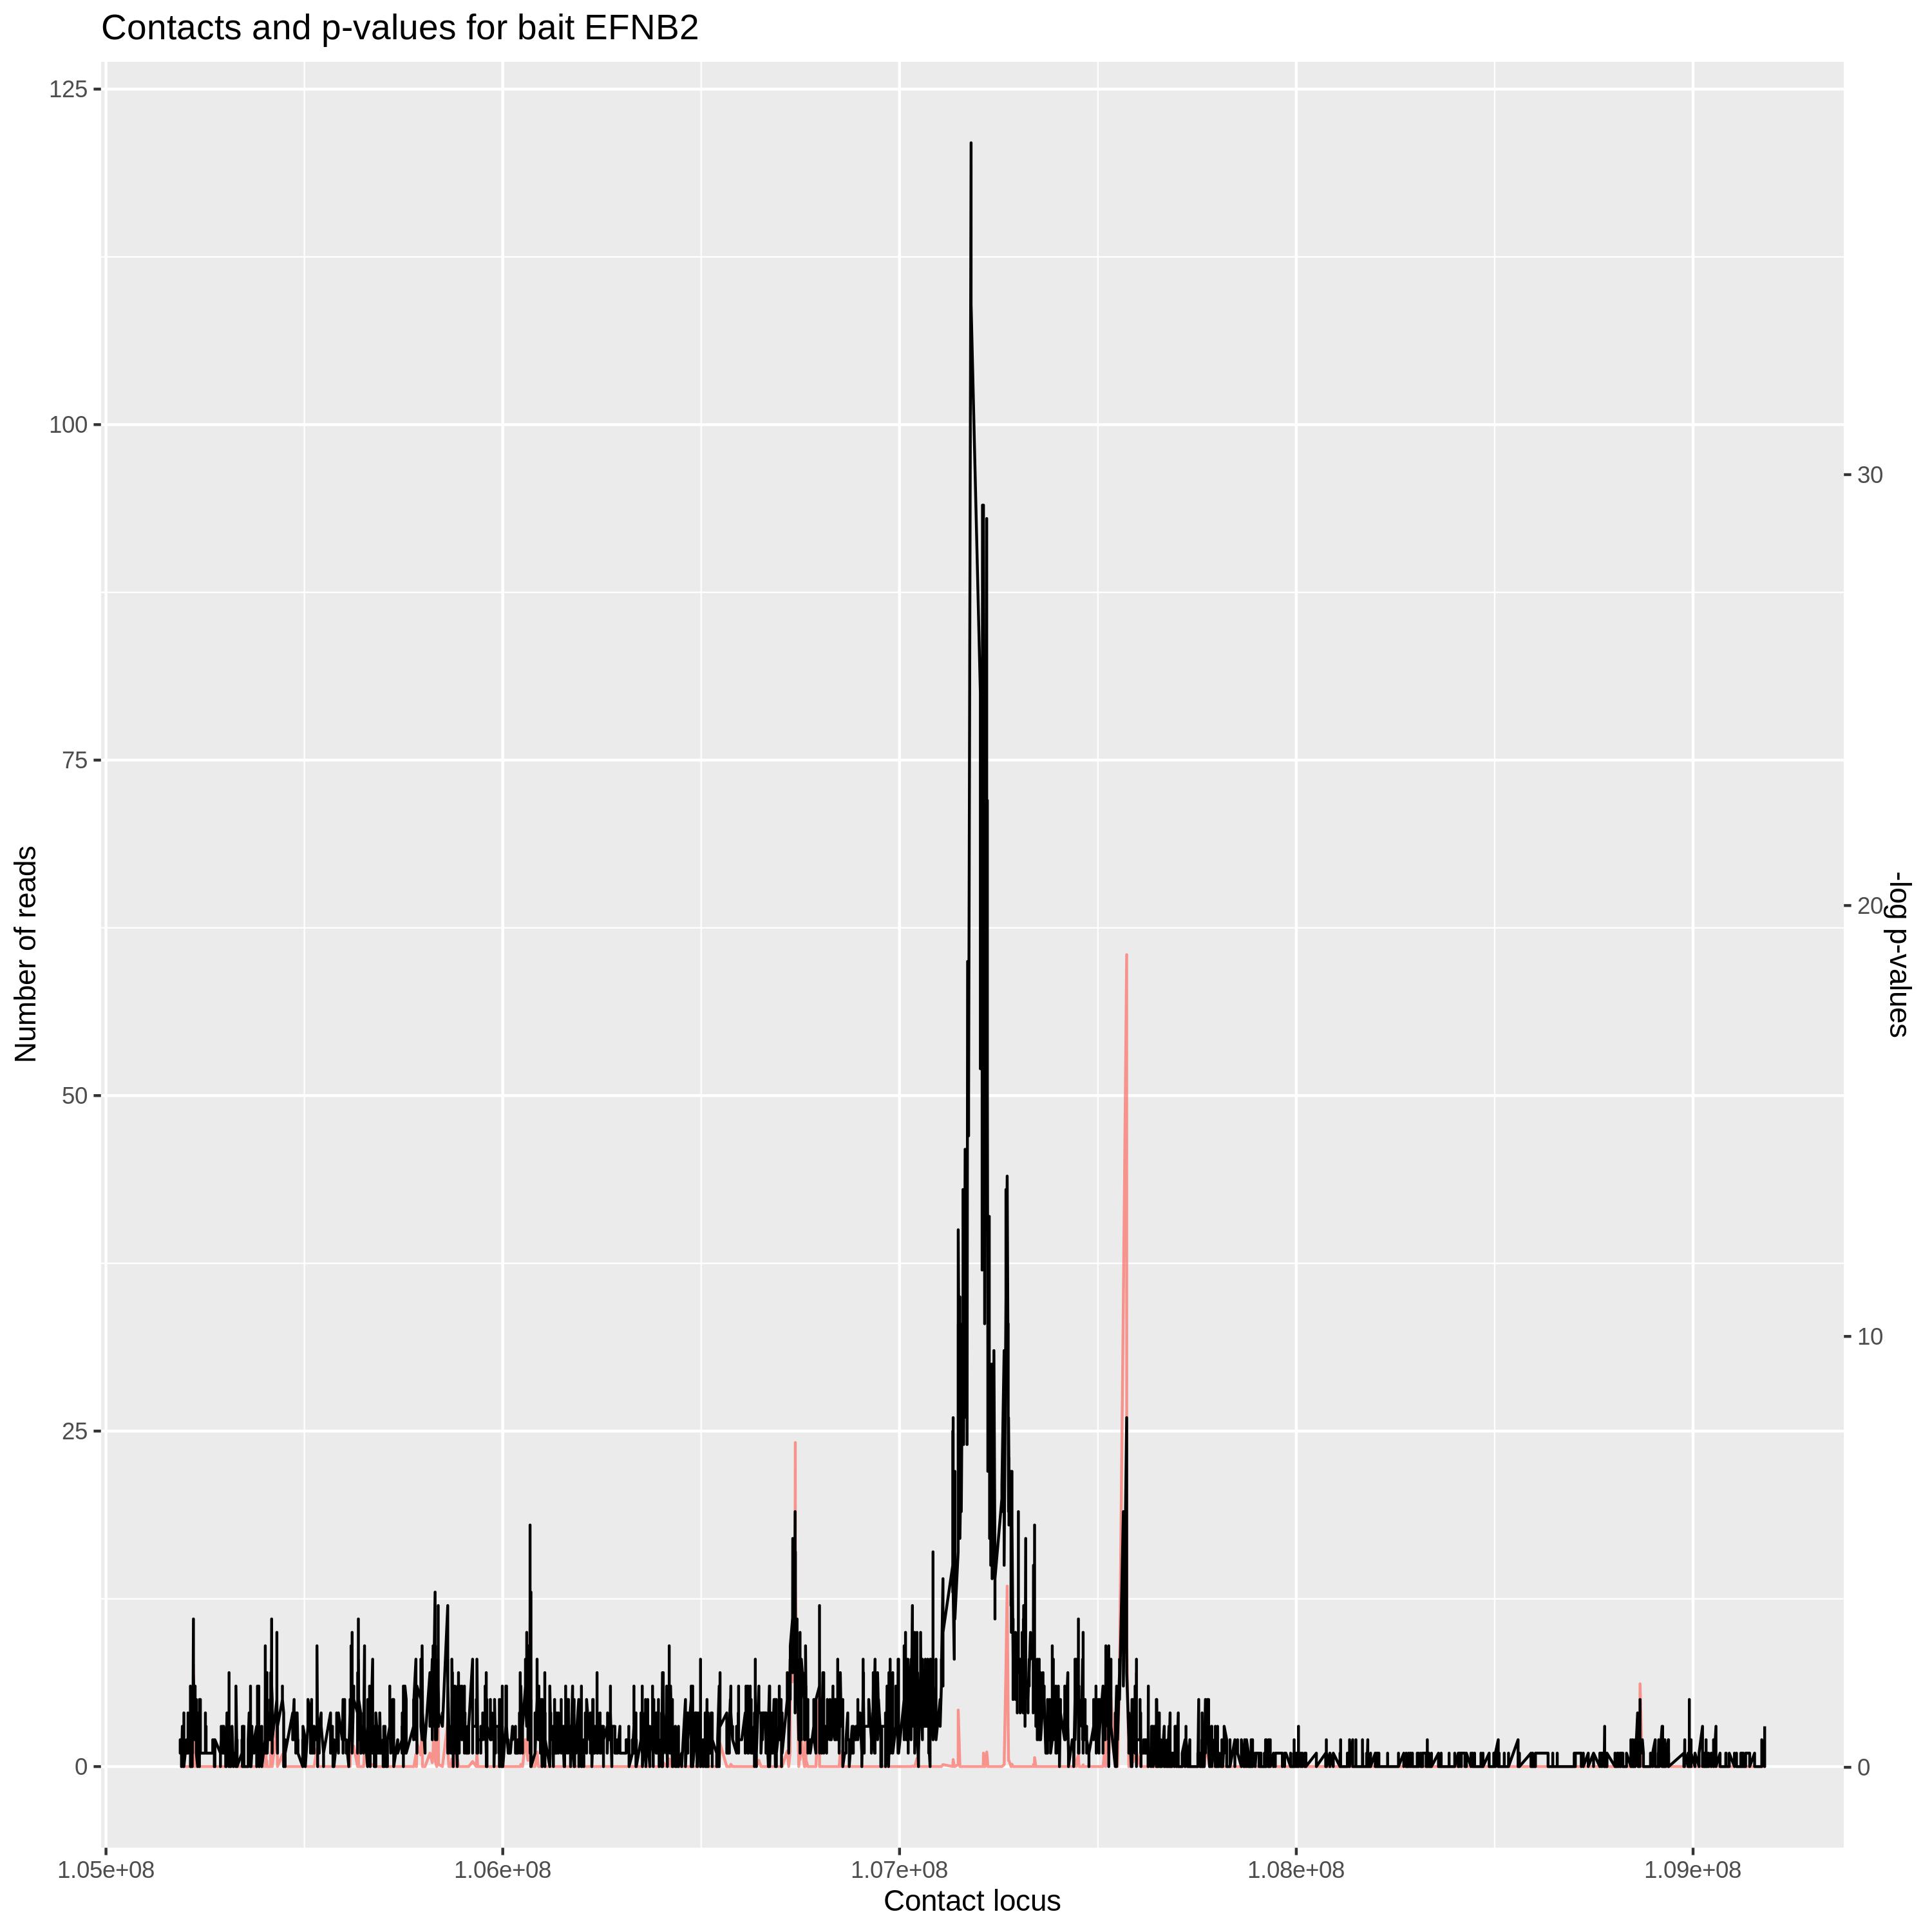 Contacts and p-values for bait EFNB2
125
100
75
50
25
0
Number of reads
30
20
10
0
-log p-values
1.05e+08
1.06e+08
1.07e+08
1.08e+08
1.09e+08
Contact locus